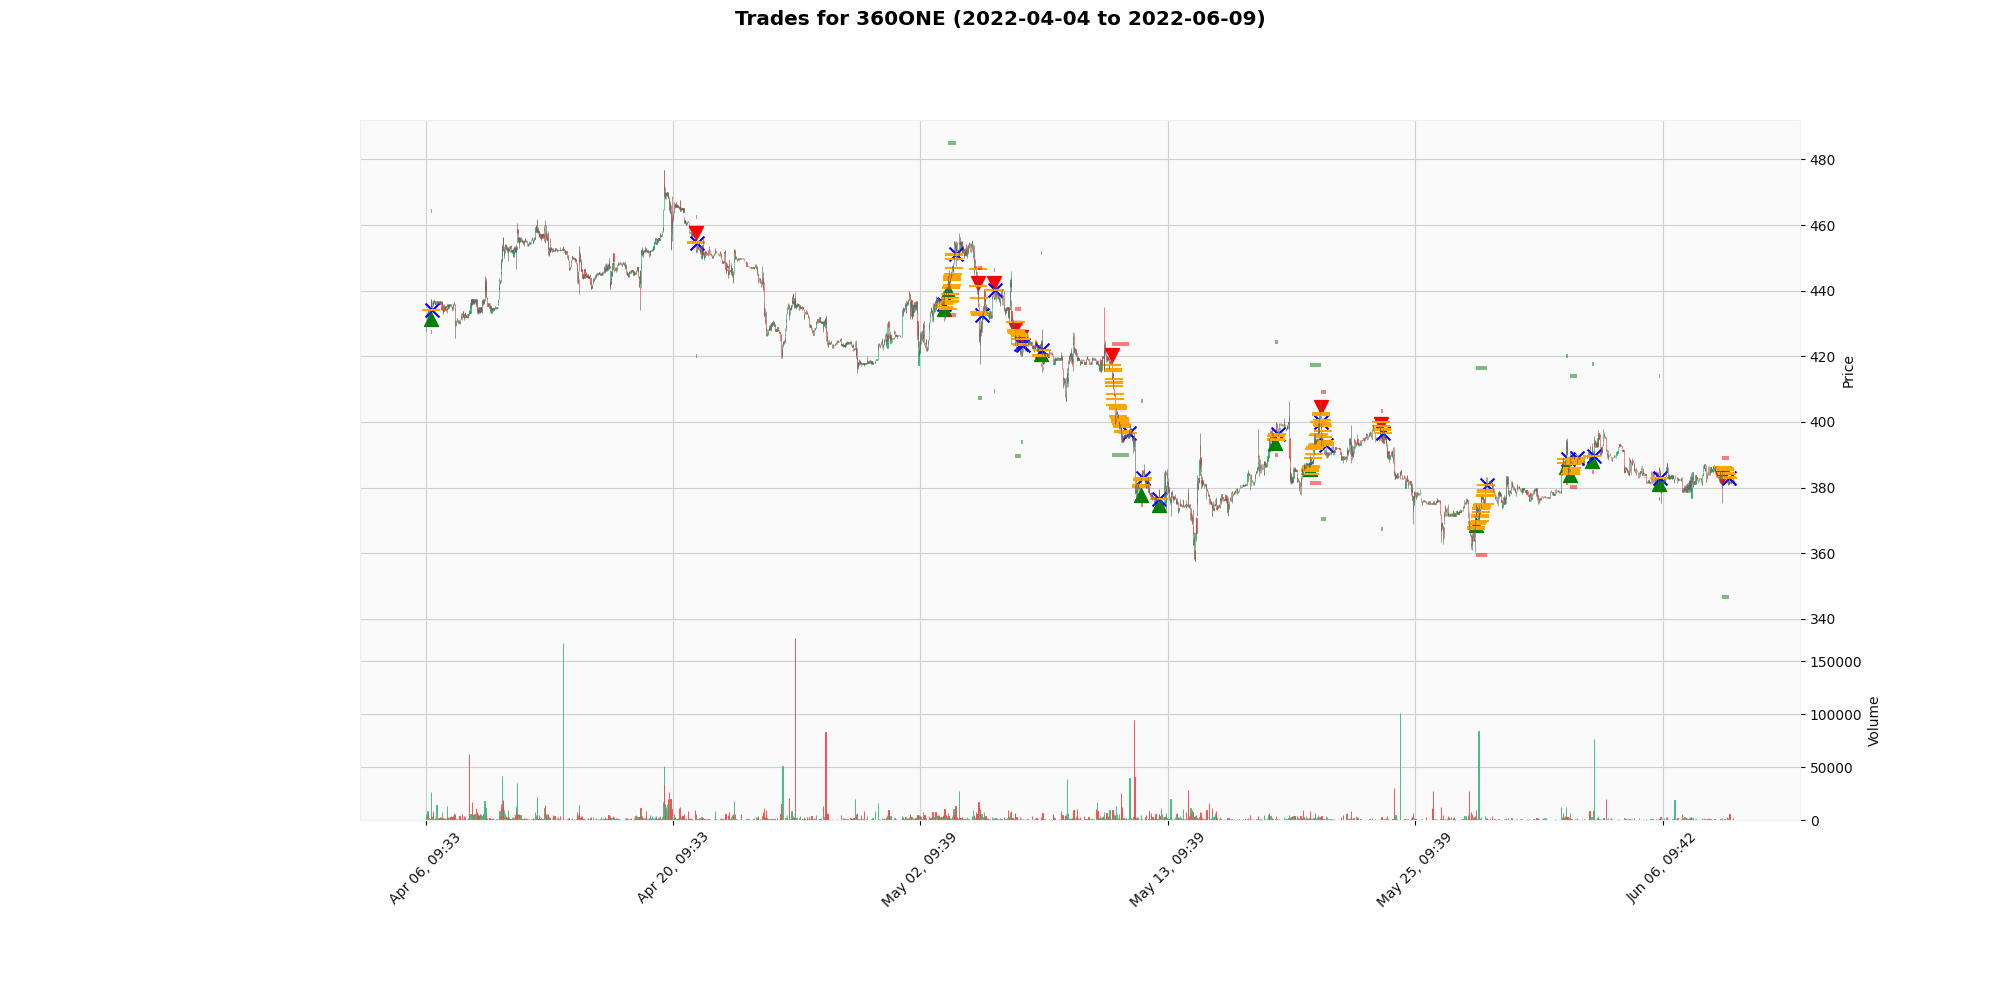 Trades for 360ONE (2022-04-04 to 2022-06-09)
480
460
440
420
400
380
360
340
Price
150000
100000
50000
0
Volume
Apr 06, 09:33
Apr 20, 09:33
May 02, 09:39
May 13, 09:39
May 25, 09:39
Jun 06, 09:42